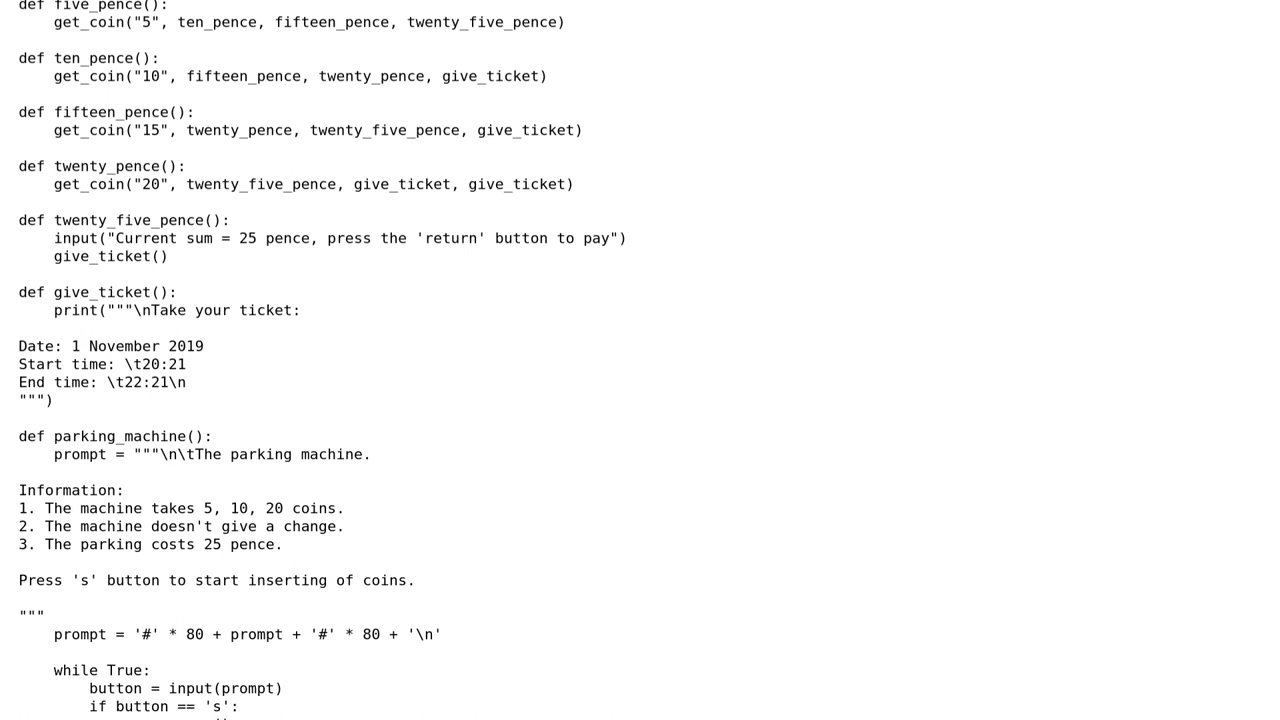 def five_pence():
    get_coin("5", ten_pence, fifteen_pence, twenty_five_pence)

def ten_pence():
    get_coin("10", fifteen_pence, twenty_pence, give_ticket)

def fifteen_pence():
    get_coin("15", twenty_pence, twenty_five_pence, give_ticket)

def twenty_pence():
    get_coin("20", twenty_five_pence, give_ticket, give_ticket)

def twenty_five_pence():
    input("Current sum = 25 pence, press the 'return' button to pay")
    give_ticket()

def give_ticket():
    print("""\nTake your ticket:

Date: 1 November 2019
Start time: \t20:21
End time: \t22:21\n
""")

def parking_machine():
    prompt = """\n\tThe parking machine.

Information:
1. The machine takes 5, 10, 20 coins.
2. The machine doesn't give a change.
3. The parking costs 25 pence.

Press 's' button to start inserting of coins.

"""
    prompt = '#' * 80 + prompt + '#' * 80 + '\n'

    while True:
        button = input(prompt)
        if button == 's':